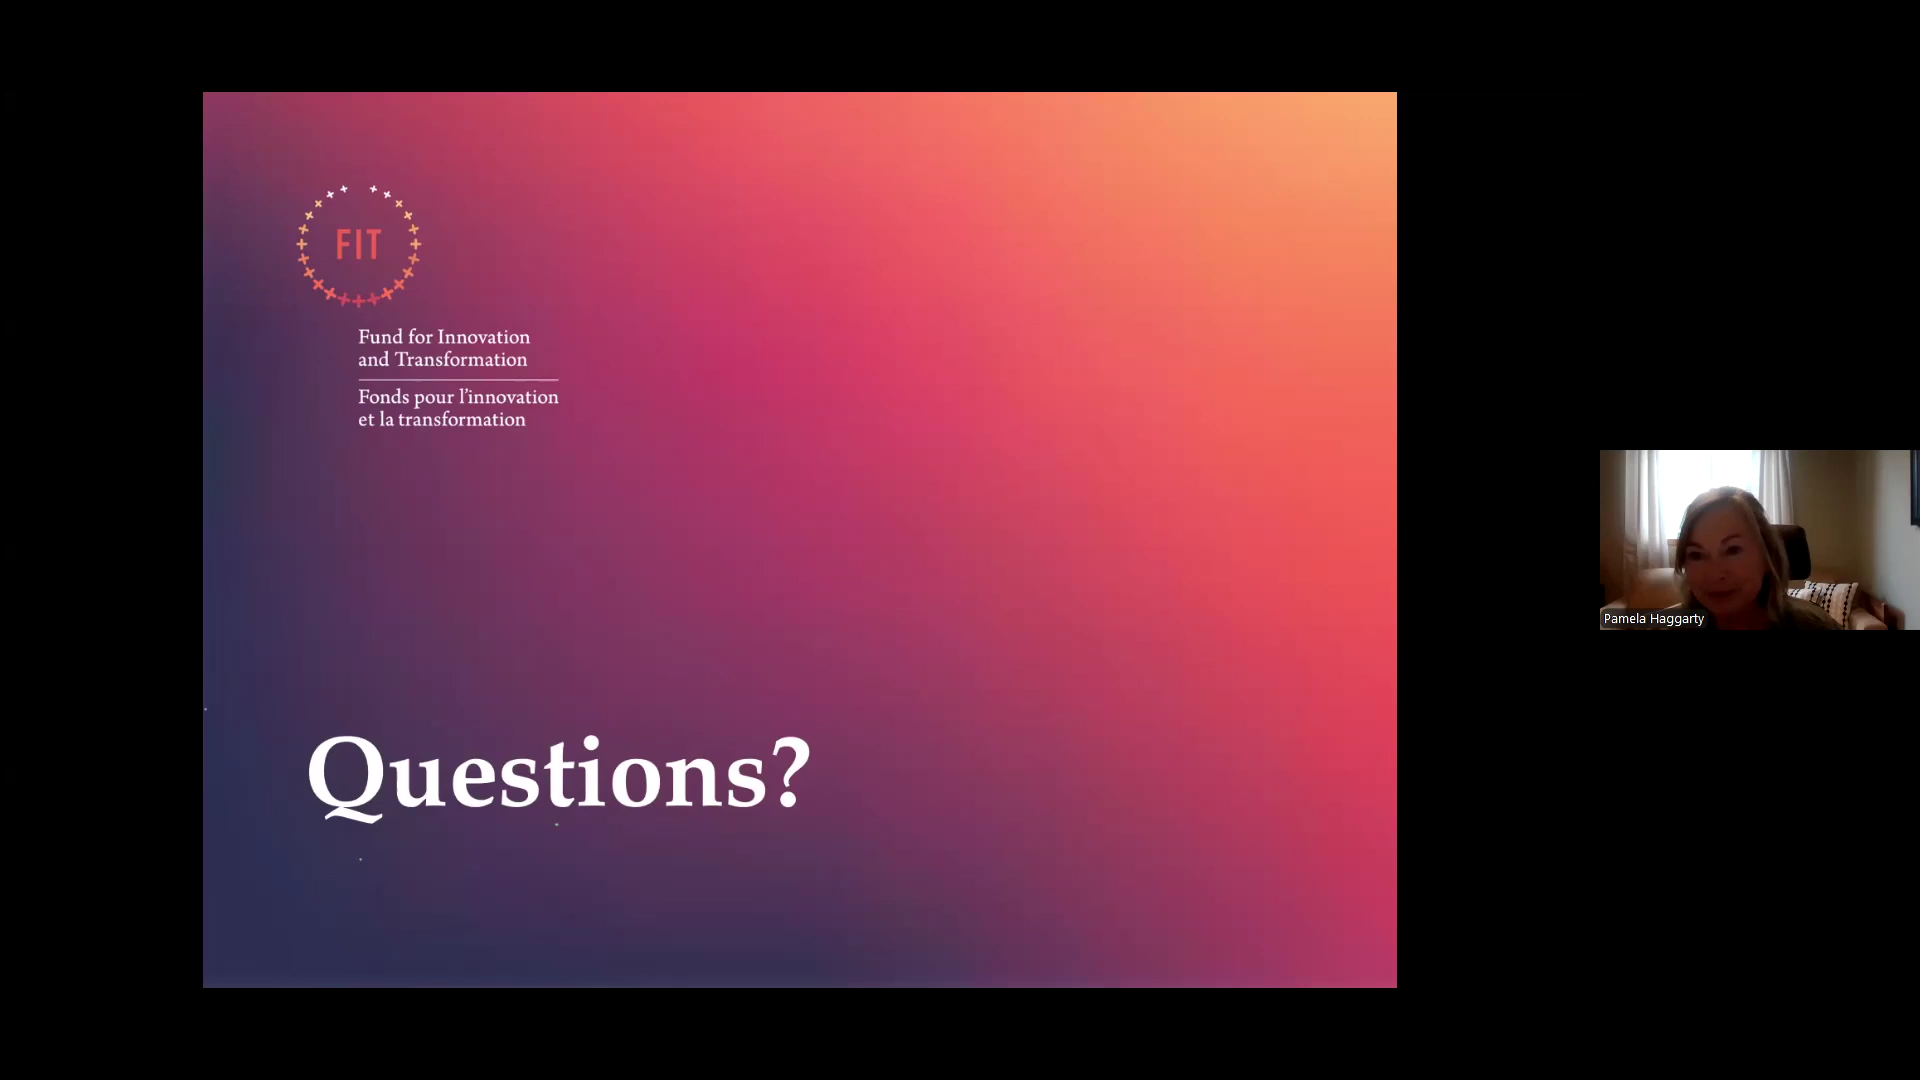 FIT
Fund for Innovation
and Transformation
Fonds pour l'innovation
et la transformation
Questions?
Pamela Haggarty